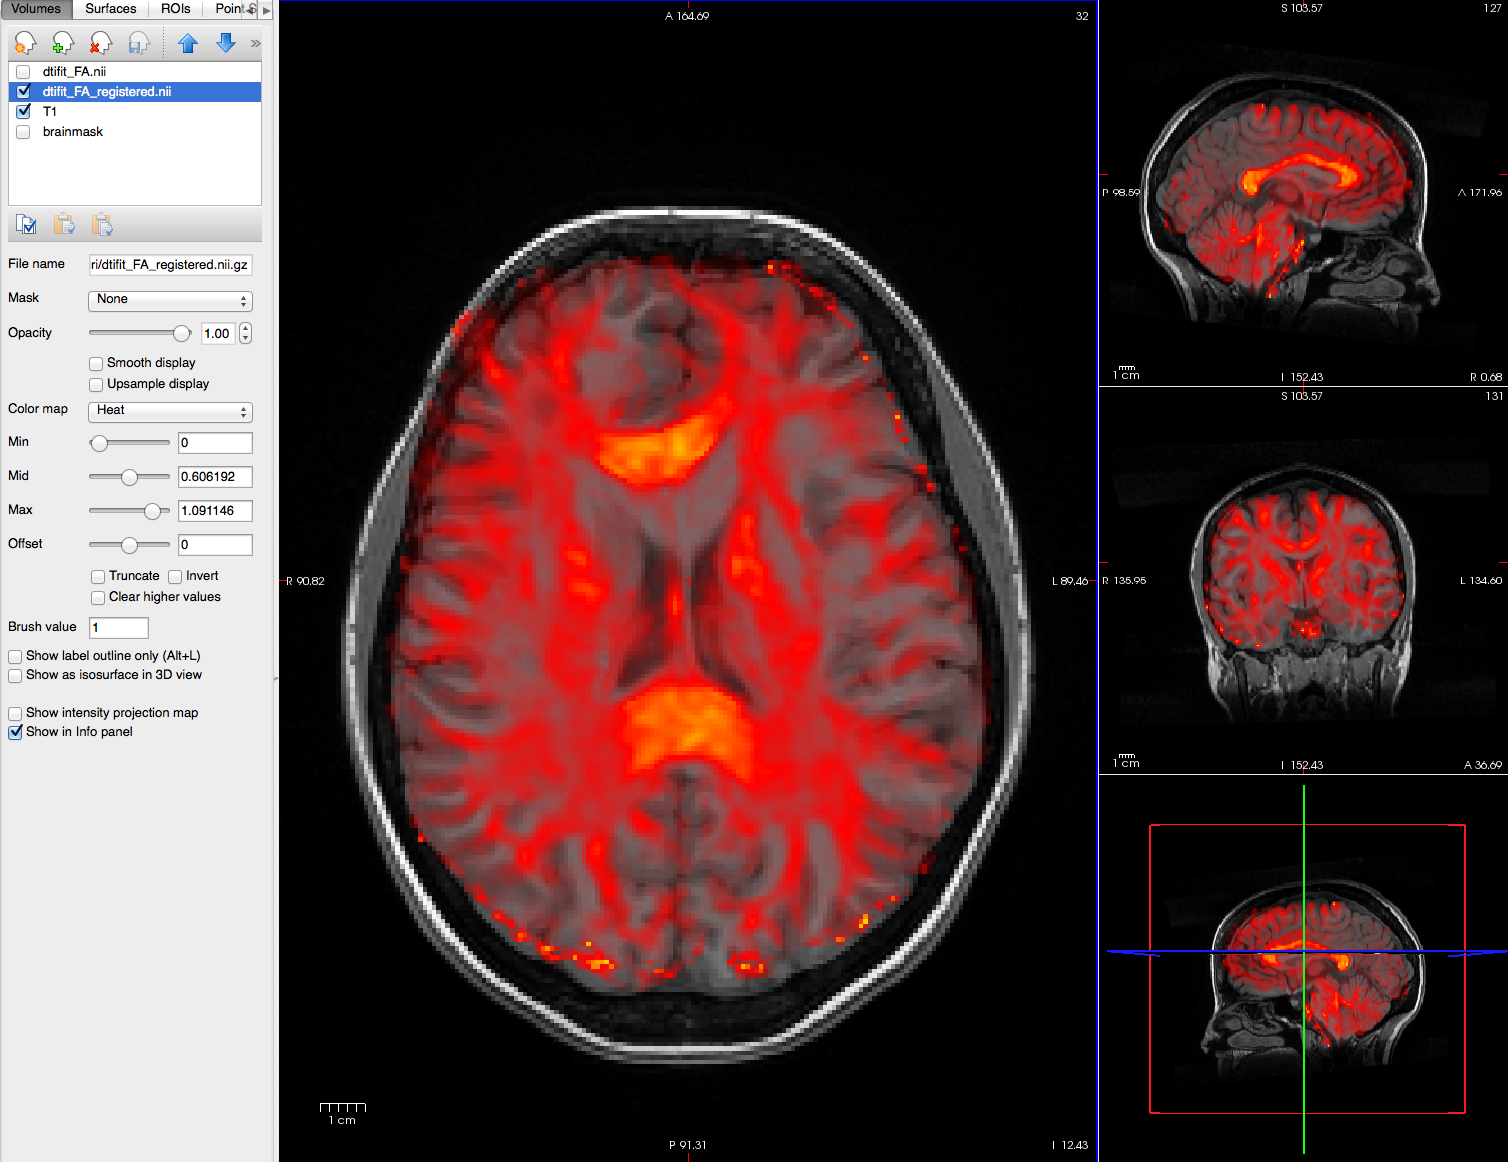 Volumes Surfaces ROIs Point S
dtifit_FA.nii
dtifit_FA_registered.nii
T1
brainmask
File name ri/dtifit_FA_registered.nii.gz
Mask None
Opacity 1.00
Smooth display
Upsample display
Color map Heat
Min 0
Mid 0.606192
Max 1.091146
Offset 0
Truncate Invert
Clear higher values
Brush value 1
Show label outline only (Alt+L)
Show as isosurface in 3D view
Show intensity projection map
Show in Info panel
A 164.69 32
R 90.82 L 89.46
1 cm
P 91.31 I 12.43
S 103.57 127
P 98.59 A 171.96
1 cm I 152.43 R 0.68
S 103.57 131
R 135.95 L 134.60
1 cm I 152.43 A 36.69